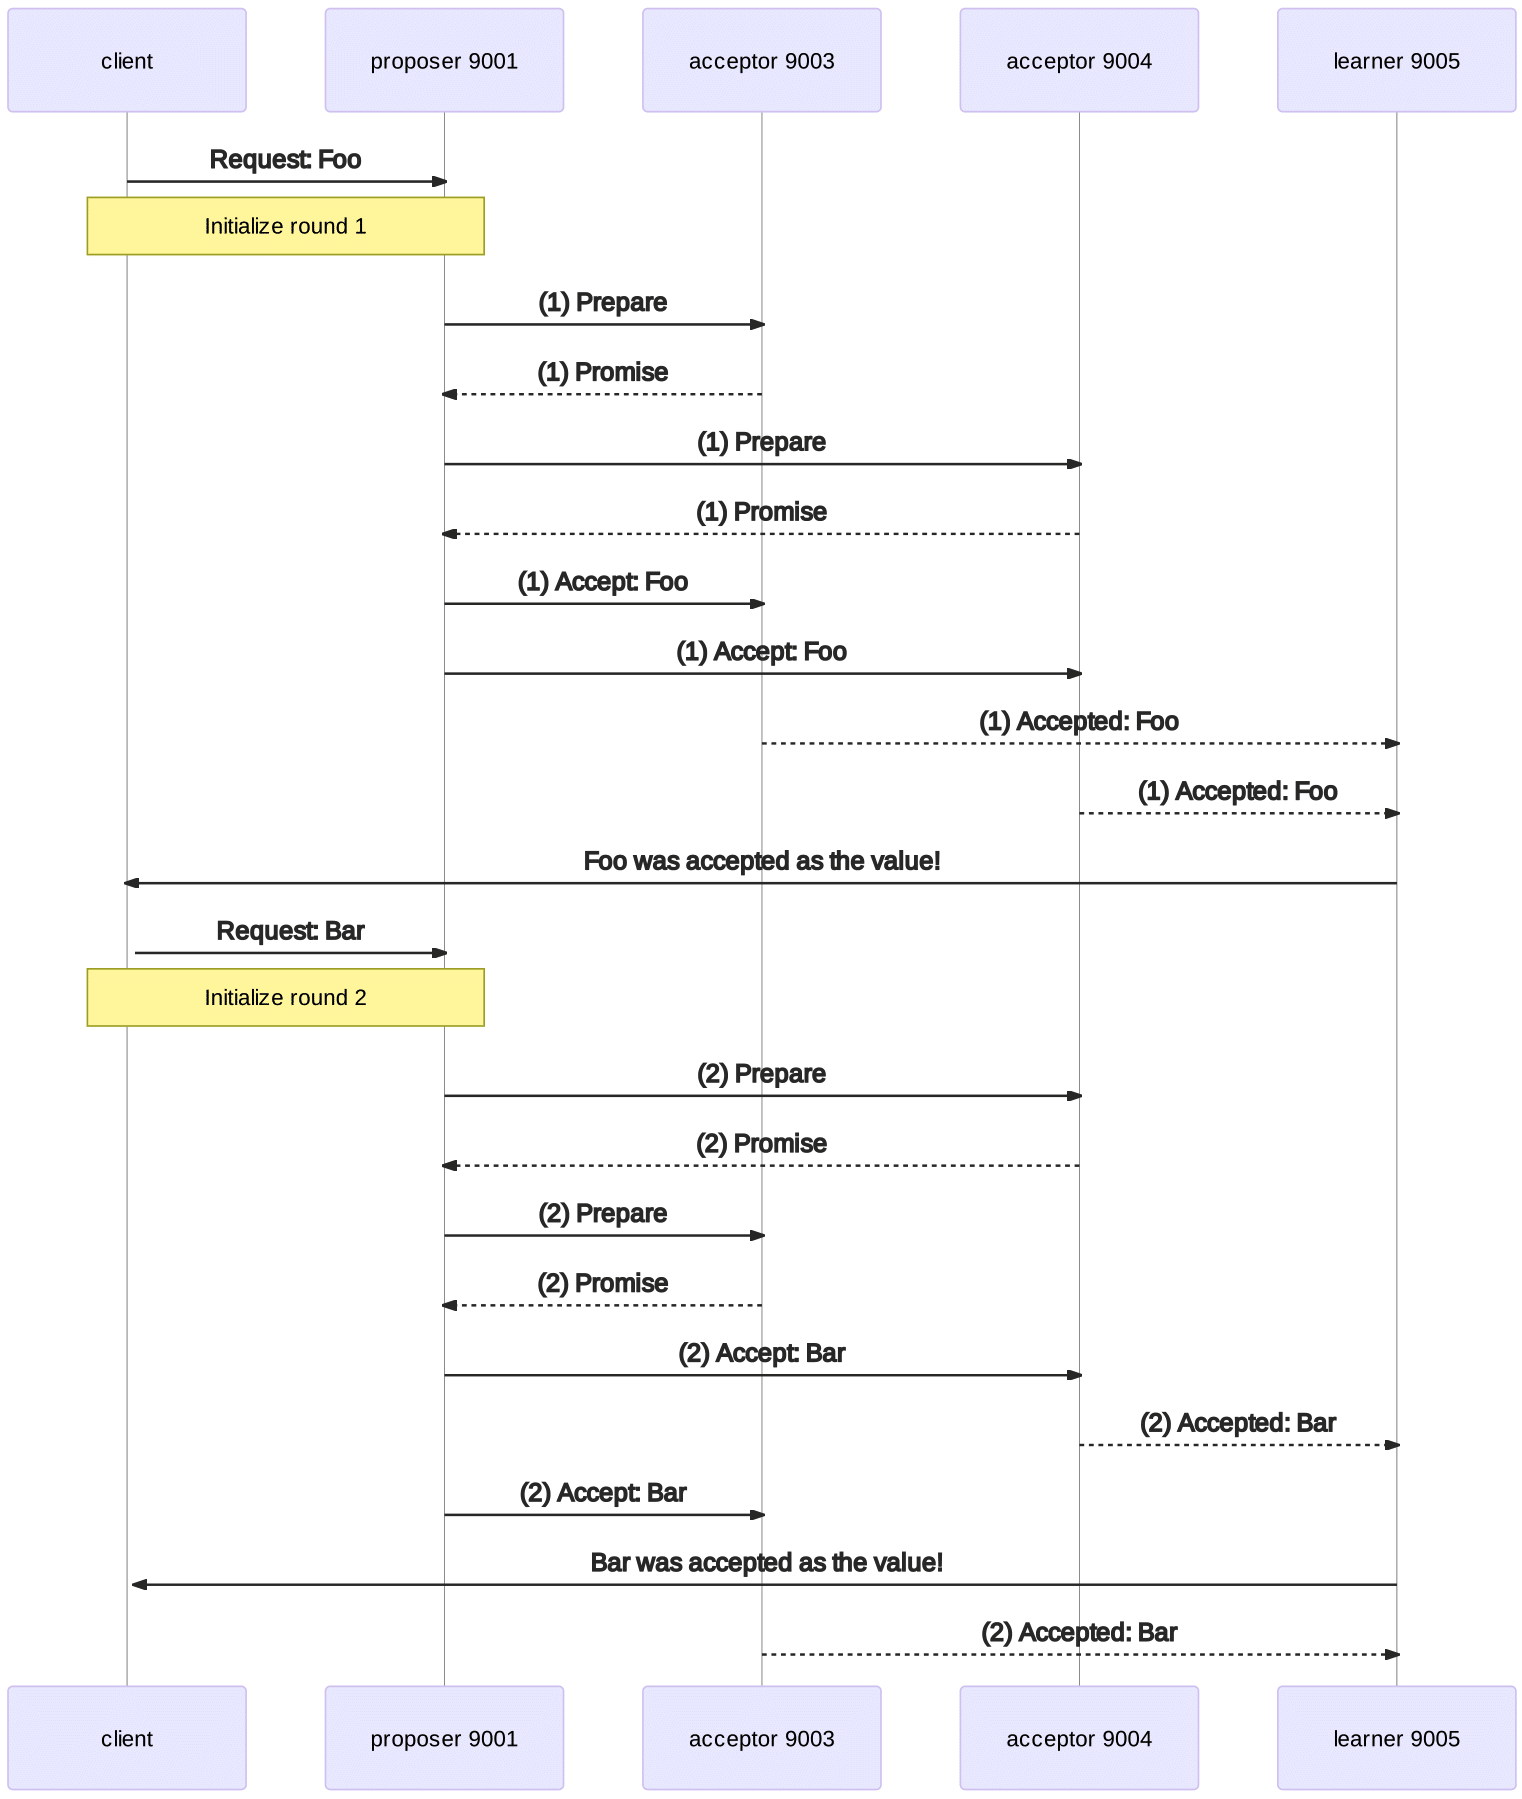 client
proposer 9001
acceptor 9003
acceptor 9004
learner 9005
Request: Foo
Initialize round 1
(1) Prepare
(1) Promise
(1) Prepare
(1) Promise
(1) Accept: Foo
(1) Accept: Foo
(1) Accepted: Foo
(1) Accepted: Foo
Foo was accepted as the value!
Request: Bar
Initialize round 2
(2) Prepare
(2) Promise
(2) Prepare
(2) Promise
(2) Accept: Bar
(2) Accepted: Bar
(2) Accept: Bar
Bar was accepted as the value!
(2) Accepted: Bar
client
proposer 9001
acceptor 9003
acceptor 9004
learner 9005